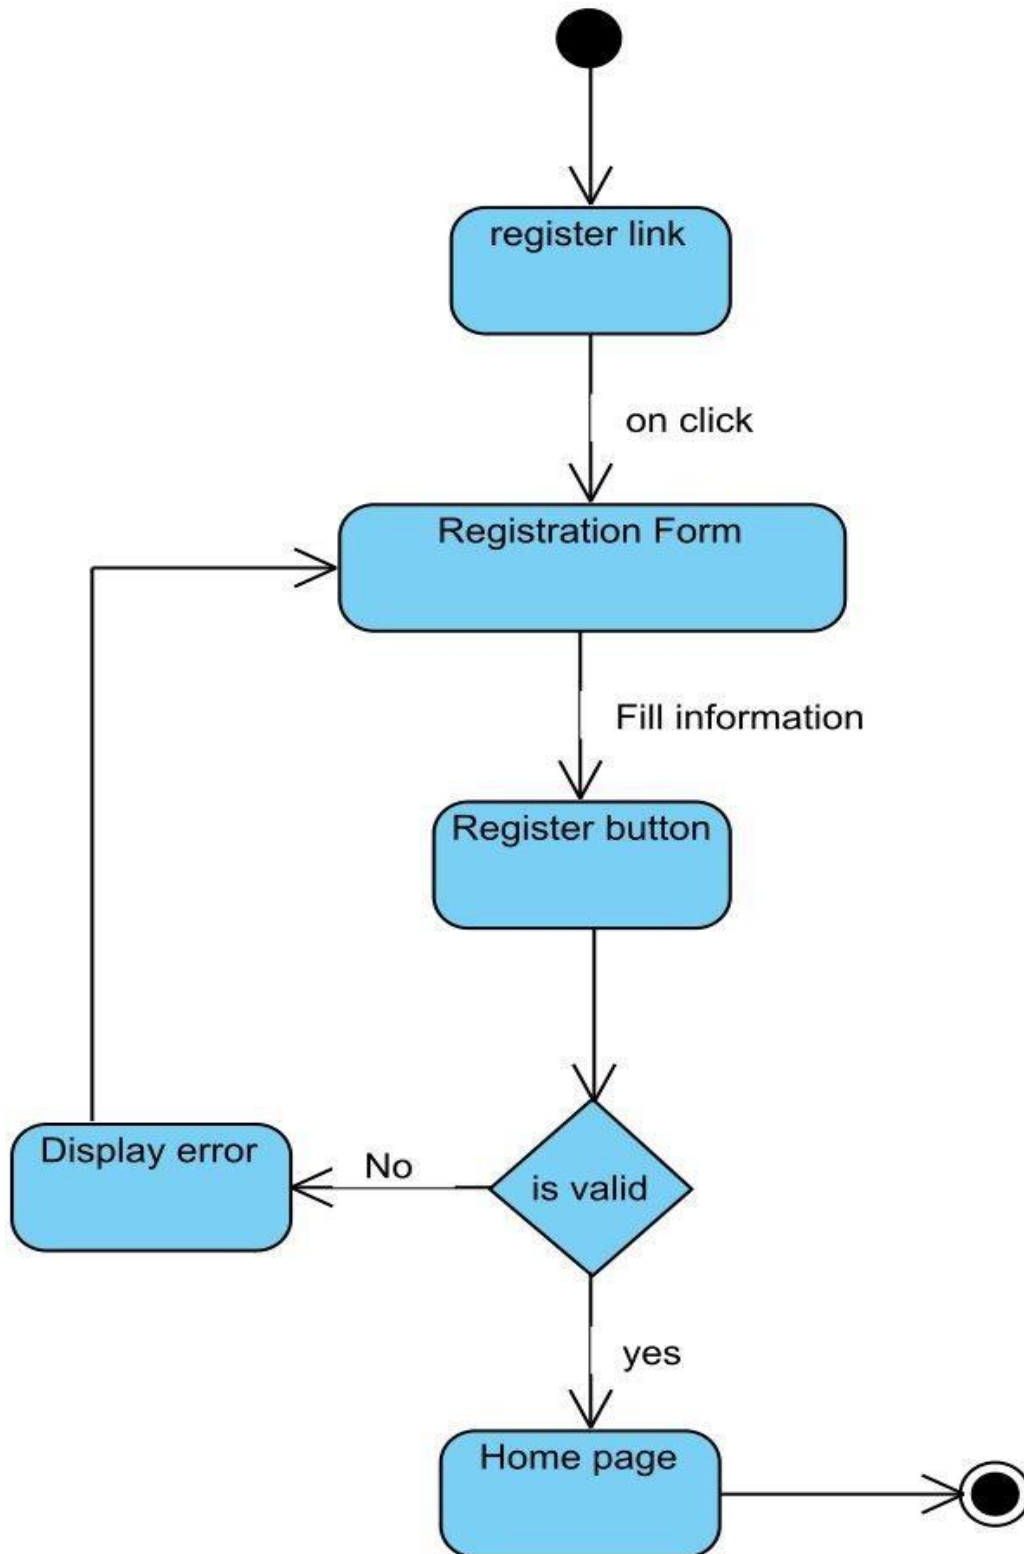 register link
on click
Registration Form
Fill information
Register button
Display error
No
is valid
yes
Home page